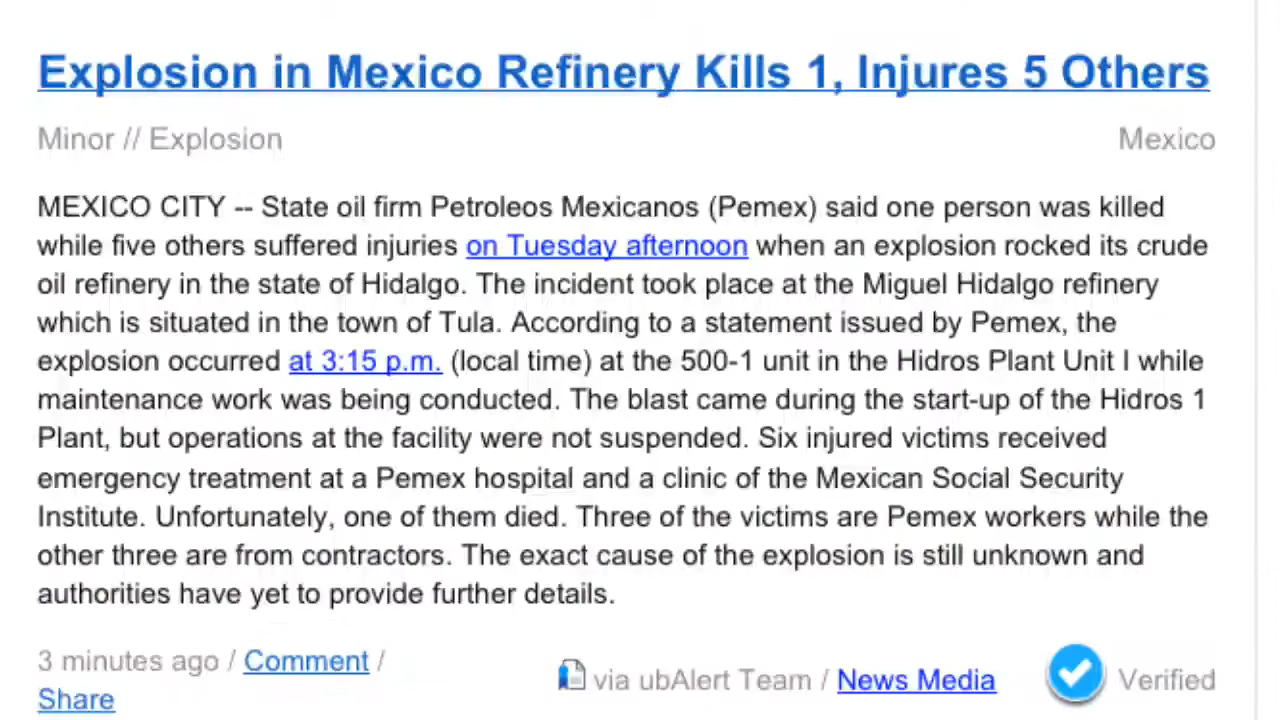 Explosion in Mexico Refinery Kills 1, Injures 5 Others
Minor // Explosion Mexico
MEXICO CITY -- State oil firm Petroleos Mexicanos (Pemex) said one person was killed
while five others suffered injuries on Tuesday afternoon when an explosion rocked its crude
oil refinery in the state of Hidalgo. The incident took place at the Miguel Hidalgo refinery
which is situated in the town of Tula. According to a statement issued by Pemex, the
explosion occurred at 3:15 p.m. (local time) at the 500-1 unit in the Hidros Plant Unit I while
maintenance work was being conducted. The blast came during the start-up of the Hidros 1
Plant, but operations at the facility were not suspended. Six injured victims received
emergency treatment at a Pemex hospital and a clinic of the Mexican Social Security
Institute. Unfortunately, one of them died. Three of the victims are Pemex workers while the
other three are from contractors. The exact cause of the explosion is still unknown and
authorities have yet to provide further details.
3 minutes ago / Comment /
Share
via ubAlert Team / News Media Verified